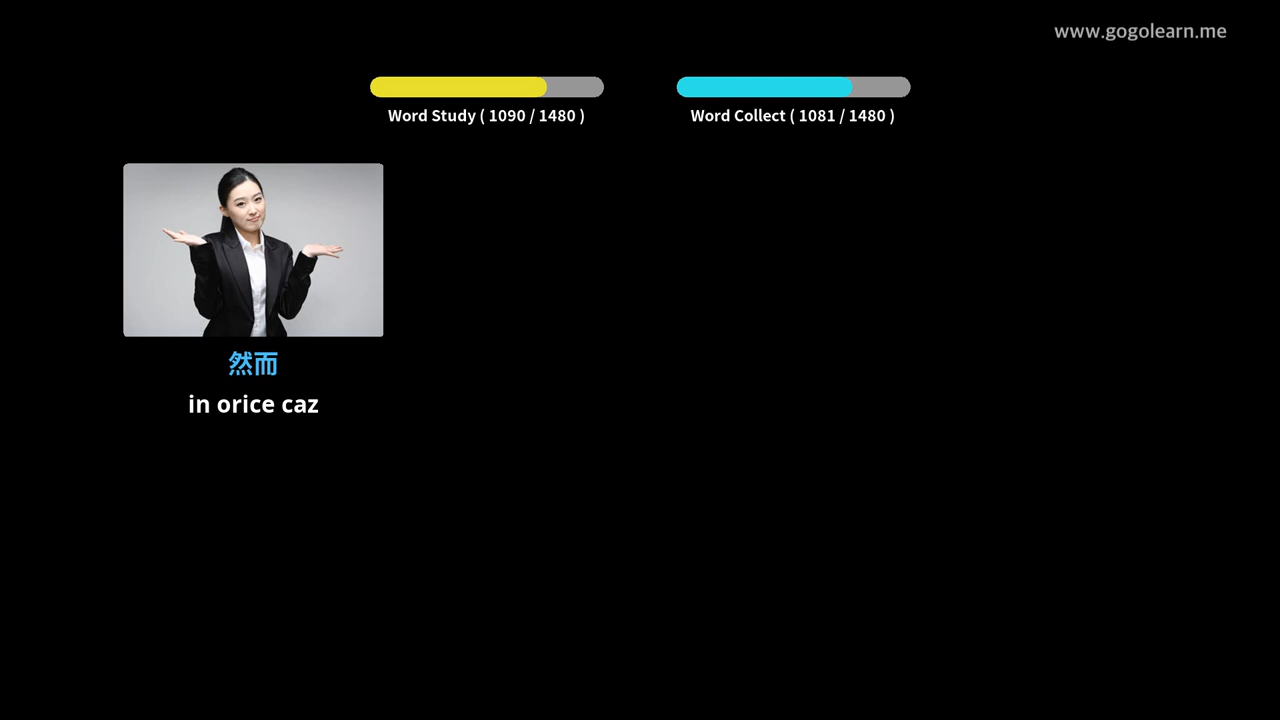 www.gogolearn.me
Word Study ( 1090 / 1480 )
Word Collect ( 1081 / 1480 )
然而
in orice caz